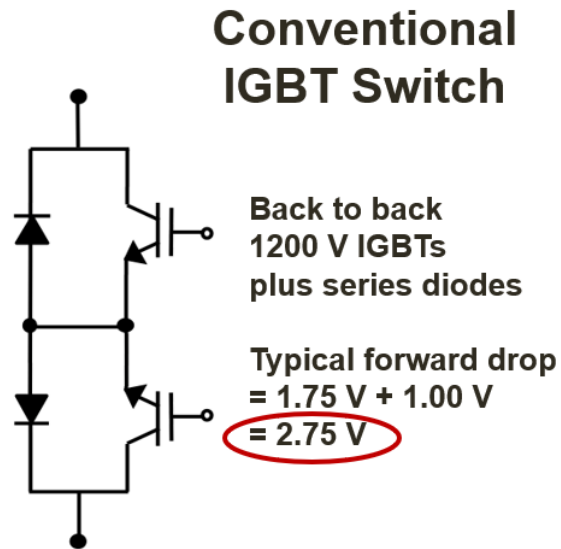 Conventional
IGBT Switch
Back to back
1200 V IGBTs
plus series diodes
Typical forward drop
= 1.75 V + 1.00 V
= 2.75 V